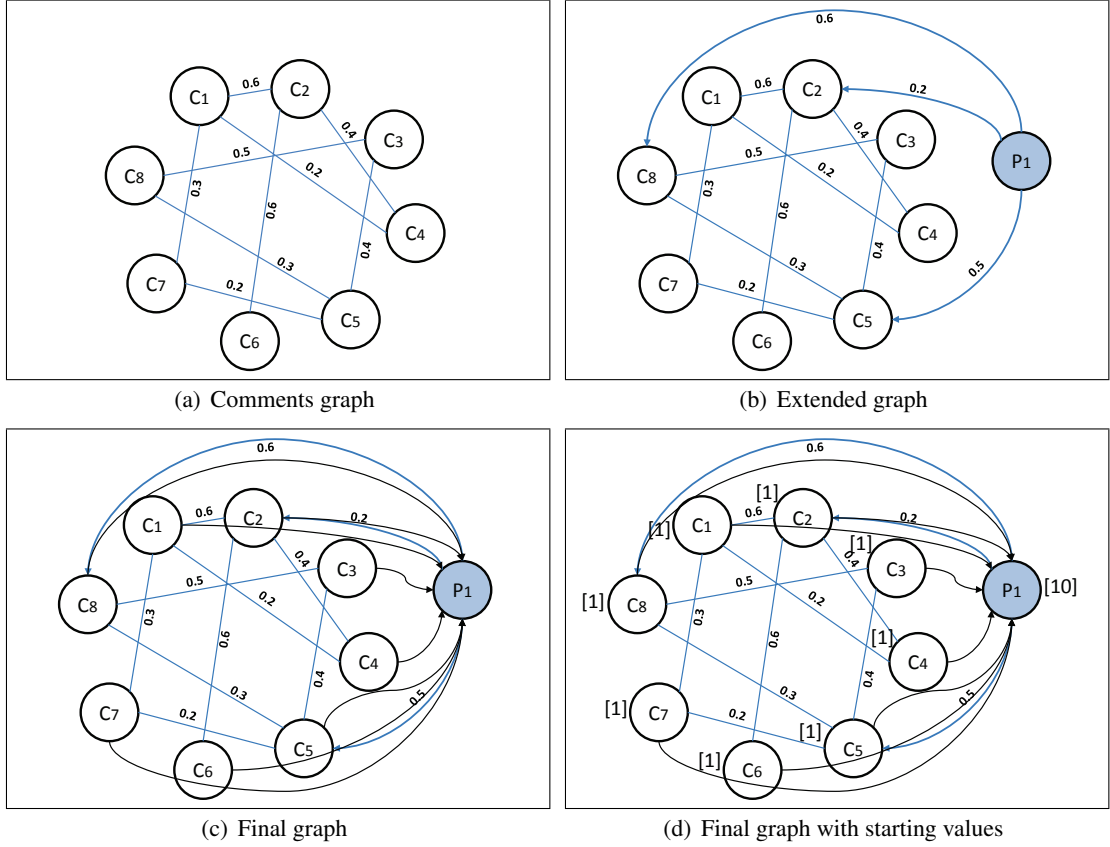 C1
0.6
C2
0.4
C3
0.5
C8
0.3
0.2
0.6
0.4
C4
0.3
0.2
C7
C5
C6
(a) Comments graph
0.6
C1
0.6
C2
0.2
0.4
C3
0.5
P1
C8
0.3
0.2
0.6
0.4
C4
0.3
0.5
0.2
C7
C5
C6
(b) Extended graph
0.6
C1
0.6
C2
0.2
0.4
C3
0.5
P1
C8
0.3
0.2
0.6
C4
0.4
0.3
0.5
C7
0.2
C5
C6
(c) Final graph
0.6
[1]
C1
0.6
[1]
C2
0.2
[1]
0.4
C3
0.5
P1
[10]
[1]
C8
0.3
0.2
0.6
[1]
C4
0.4
0.3
0.5
[1]
C7
0.2
[1]
C5
[1]
C6
(d) Final graph with starting values